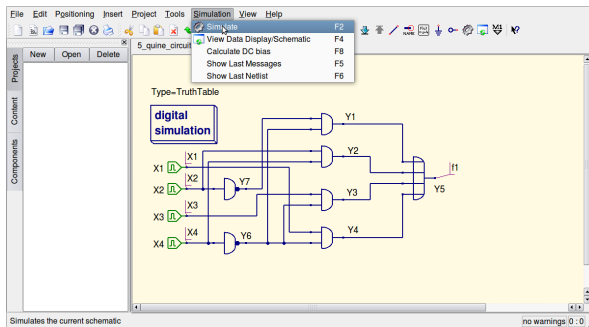 File Edit Positioning Insert Project Tools Simulation View Help
Simulate F2
View Data Display/Schematic F4
Calculate DC bias F8
Show Last Messages F5
Show Last Netlist F6
NAME
New Open Delete
5_quine_circuit
Projects
Content
Components
Type=TruthTable
digital
simulation
Y1
X1
X1
Y2
f1
X2
X2
Y7
Y5
X3
X3
Y3
X4
X4
Y6
Y4
Simulates the current schematic
no warnings 0 : 0